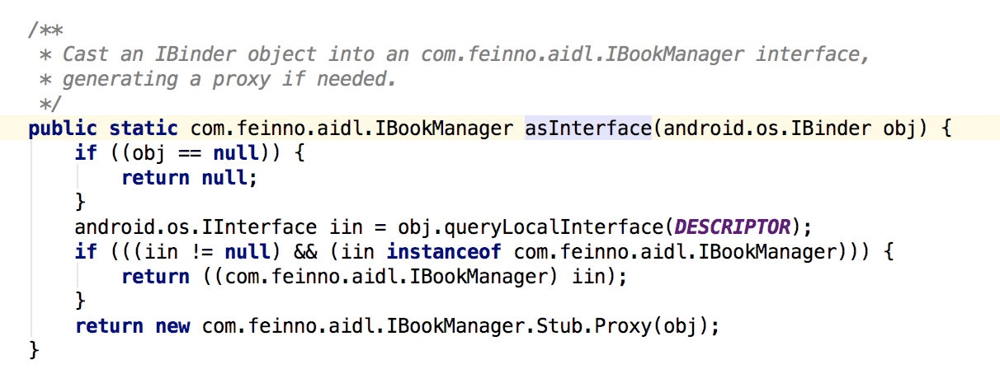 /**
 * Cast an IBinder object into an com.feinno.aidl.IBookManager interface,
 * generating a proxy if needed.
 */
public static com.feinno.aidl.IBookManager asInterface(android.os.IBinder obj) {
    if ((obj == null)) {
        return null;
    }
    android.os.IInterface iin = obj.queryLocalInterface(DESCRIPTOR);
    if (((iin != null) && (iin instanceof com.feinno.aidl.IBookManager))) {
        return ((com.feinno.aidl.IBookManager) iin);
    }
    return new com.feinno.aidl.IBookManager.Stub.Proxy(obj);
}